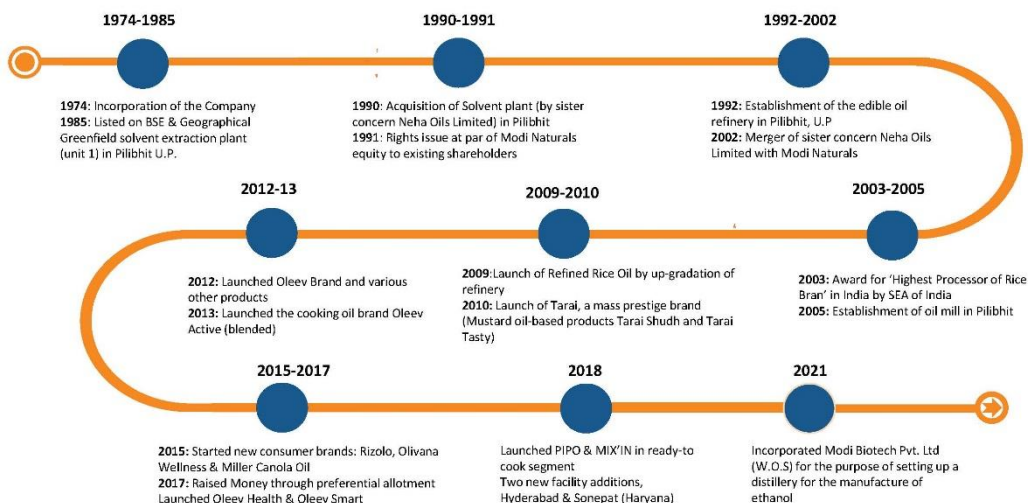 1974-1985
1974: Incorporation of the Company
1985: Listed on BSE & Geographical
Greenfield solvent extraction plant
(unit 1) in Pilibhit U.P.
1990-1991
1990: Acquisition of Solvent plant (by sister
concern Neha Oils Limited) in Pilibhit
1991: Rights issue at par of Modi Naturals
equity to existing shareholders
1992-2002
1992: Establishment of the edible oil
refinery in Pilibhit, U.P
2002: Merger of sister concern Neha Oils
Limited with Modi Naturals
2012-13
2012: Launched Oleev Brand and various
other products
2013: Launched the cooking oil brand Oleev
Active (blended)
2009-2010
2009:Launch of Refined Rice Oil by up-gradation of
refinery
2010: Launch of Tarai, a mass prestige brand
(Mustard oil-based products Tarai Shudh and Tarai
Tasty)
2003-2005
2003: Award for ‘Highest Processor of Rice
Bran’ in India by SEA of India
2005: Establishment of oil mill in Pilibhit
2015-2017
2015: Started new consumer brands: Rizolo, Olivana
Wellness & Miller Canola Oil
2017: Raised Money through preferential allotment
Launched Oleev Health & Oleev Smart
2018
Launched PIPO & MIX’IN in ready-to
cook segment
Two new facility additions,
Hyderabad & Sonepat (Haryana)
2021
Incorporated Modi Biotech Pvt. Ltd
(W.O.S) for the purpose of setting up a
distillery for the manufacture of
ethanol